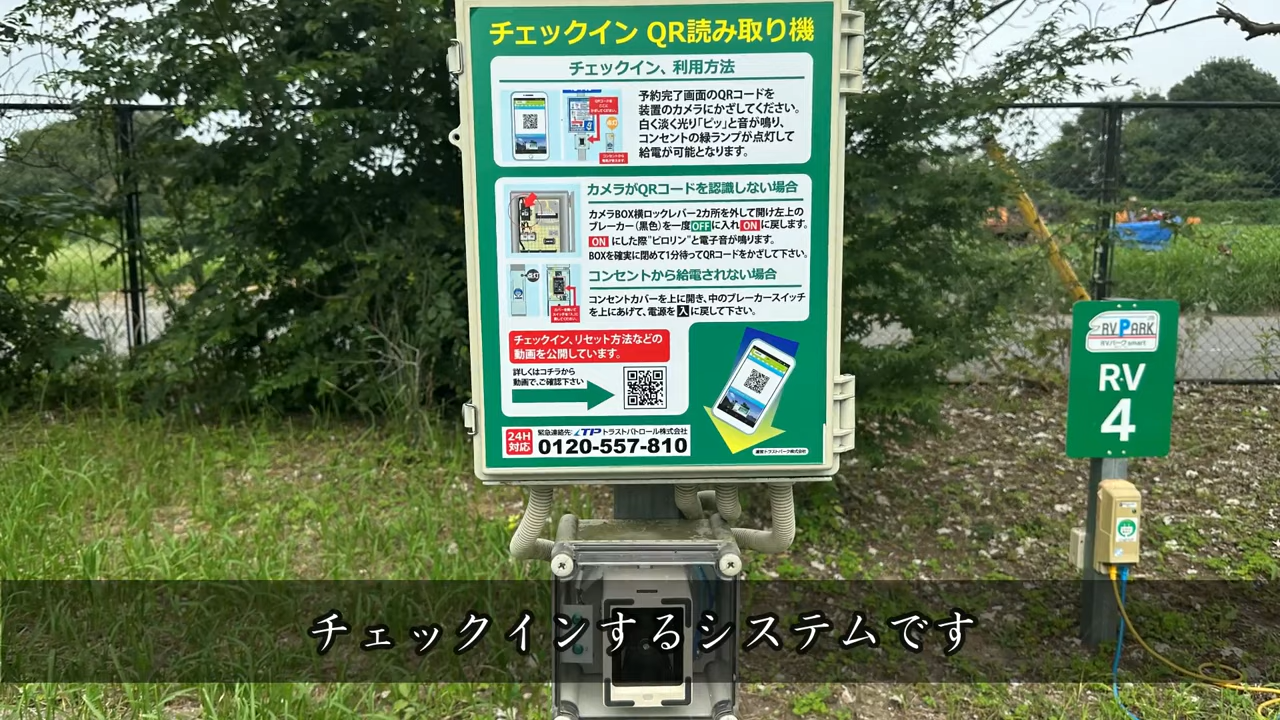 チェックイン QR読み取り機
チェックイン、利用方法
予約完了画面のQRコードを
装置のカメラにかざしてください。
白く淡く光り「ピッ」と音が鳴り、
コンセントの緑ランプが点灯して
給電が可能となります。
カメラがQRコードを認識しない場合
カメラBOX横ロックレバー2カ所を外して開け左上の
ブレーカー（黒色）を一度OFFに入れONに戻します。
ONにした際”ピロリン”と電子音が鳴ります。
BOXを確実に閉めて1分待ってQRコードをかざして下さい。
点灯
コンセントから給電されない場合
コンセントカバーを上に開き、中のブレーカースイッチ
を上にあげて、電源を入に戻して下さい。
チェックイン、リセット方法などの
動画を公開しています。
詳しくはコチラから
動画で、ご確認下さい
24H
対応
緊急連絡先 TPトラストパトロール株式会社
0120-557-810
RV PARK
RVパーク smart
RV
4
チェックインするシステムです